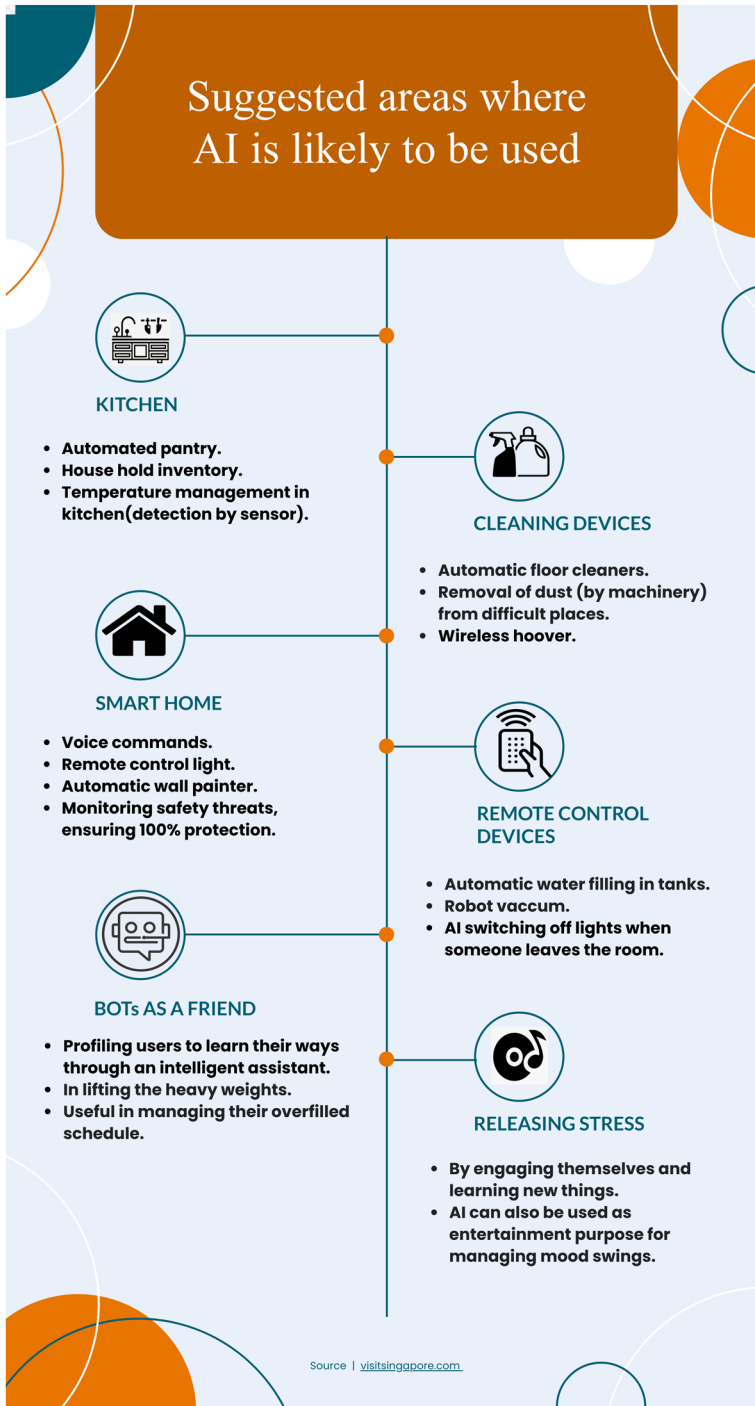 Suggested areas where
AI is likely to be used
KITCHEN
• Automated pantry.
• House hold inventory.
• Temperature management in
kitchen(detection by sensor).
CLEANING DEVICES
• Automatic floor cleaners.
• Removal of dust (by machinery)
from difficult places.
• Wireless hoover.
SMART HOME
• Voice commands.
• Remote control light.
• Automatic wall painter.
• Monitoring safety threats,
ensuring 100% protection.
REMOTE CONTROL
DEVICES
• Automatic water filling in tanks.
• Robot vaccum.
• AI switching off lights when
someone leaves the room.
BOTs AS A FRIEND
• Profiling users to learn their ways
through an intelligent assistant.
• In lifting the heavy weights.
• Useful in managing their overfilled
schedule.
RELEASING STRESS
• By engaging themselves and
learning new things.
• AI can also be used as
entertainment purpose for
managing mood swings.
Source | visitsingapore.com